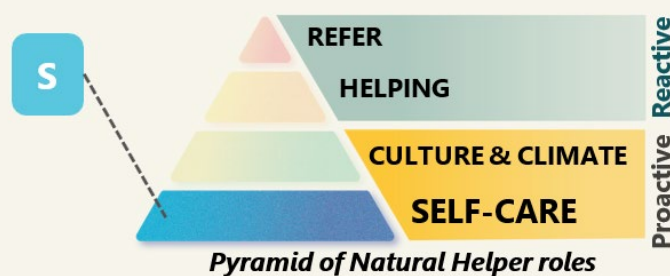 S
REFER
HELPING
Reactive
CULTURE & CLIMATE
SELF-CARE
Proactive
Pyramid of Natural Helper roles